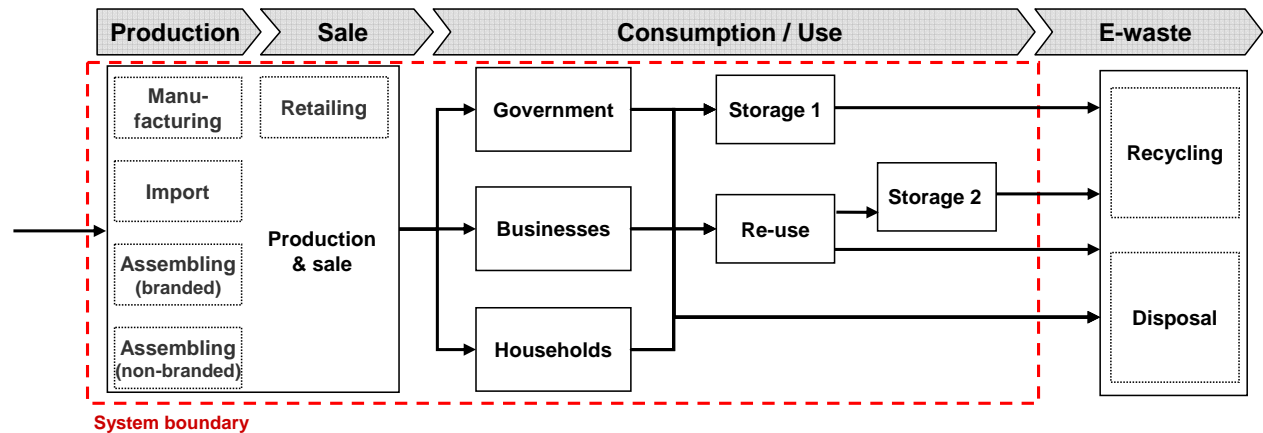 Production
Sale
Consumption / Use
E-waste
Manu-
facturing
Retailing
Import
Assembling
(branded)
Assembling
(non-branded)
Production
& sale
Government
Businesses
Households
Storage 1
Re-use
Storage 2
Recycling
Disposal
System boundary